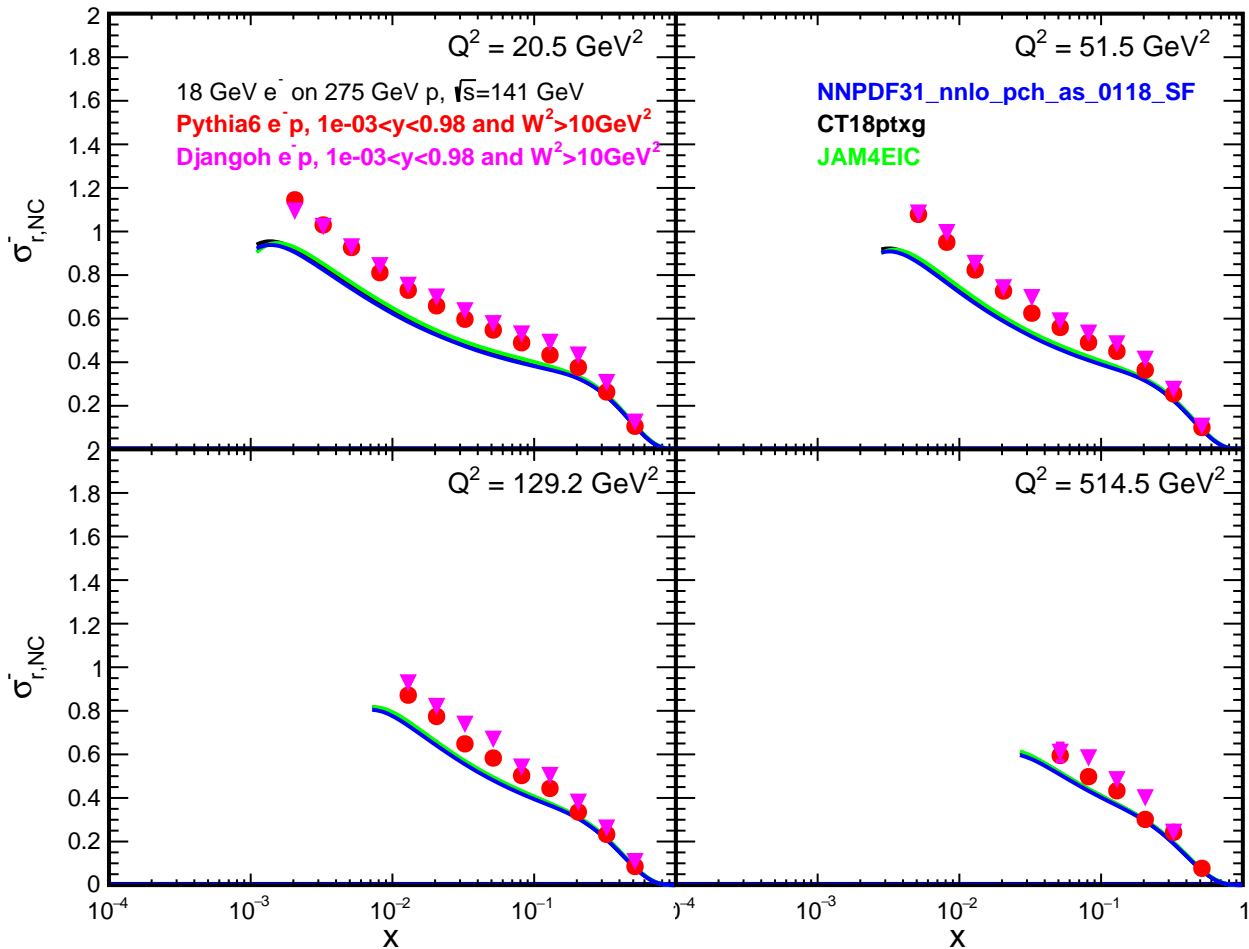 Q² = 20.5 GeV²
18 GeV e⁻ on 275 GeV p, √s=141 GeV
Pythia6 e⁻p, 1e-03<y<0.98 and W²>10GeV²
Djangoh e⁻p, 1e-03<y<0.98 and W²>10GeV²
2
1.8
1.6
1.4
1.2
1
0.8
0.6
0.4
0.2
2
σ⁻r,NC
Q² = 51.5 GeV²
NNPDF31_nnlo_pch_as_0118_SF
CT18ptxg
JAM4EIC
Q² = 129.2 GeV²
2
1.8
1.6
1.4
1.2
1
0.8
0.6
0.4
0.2
0
σ⁻r,NC
10⁻⁴
10⁻³
10⁻²
10⁻¹
x
Q² = 514.5 GeV²
10⁻²
10⁻¹
1
x